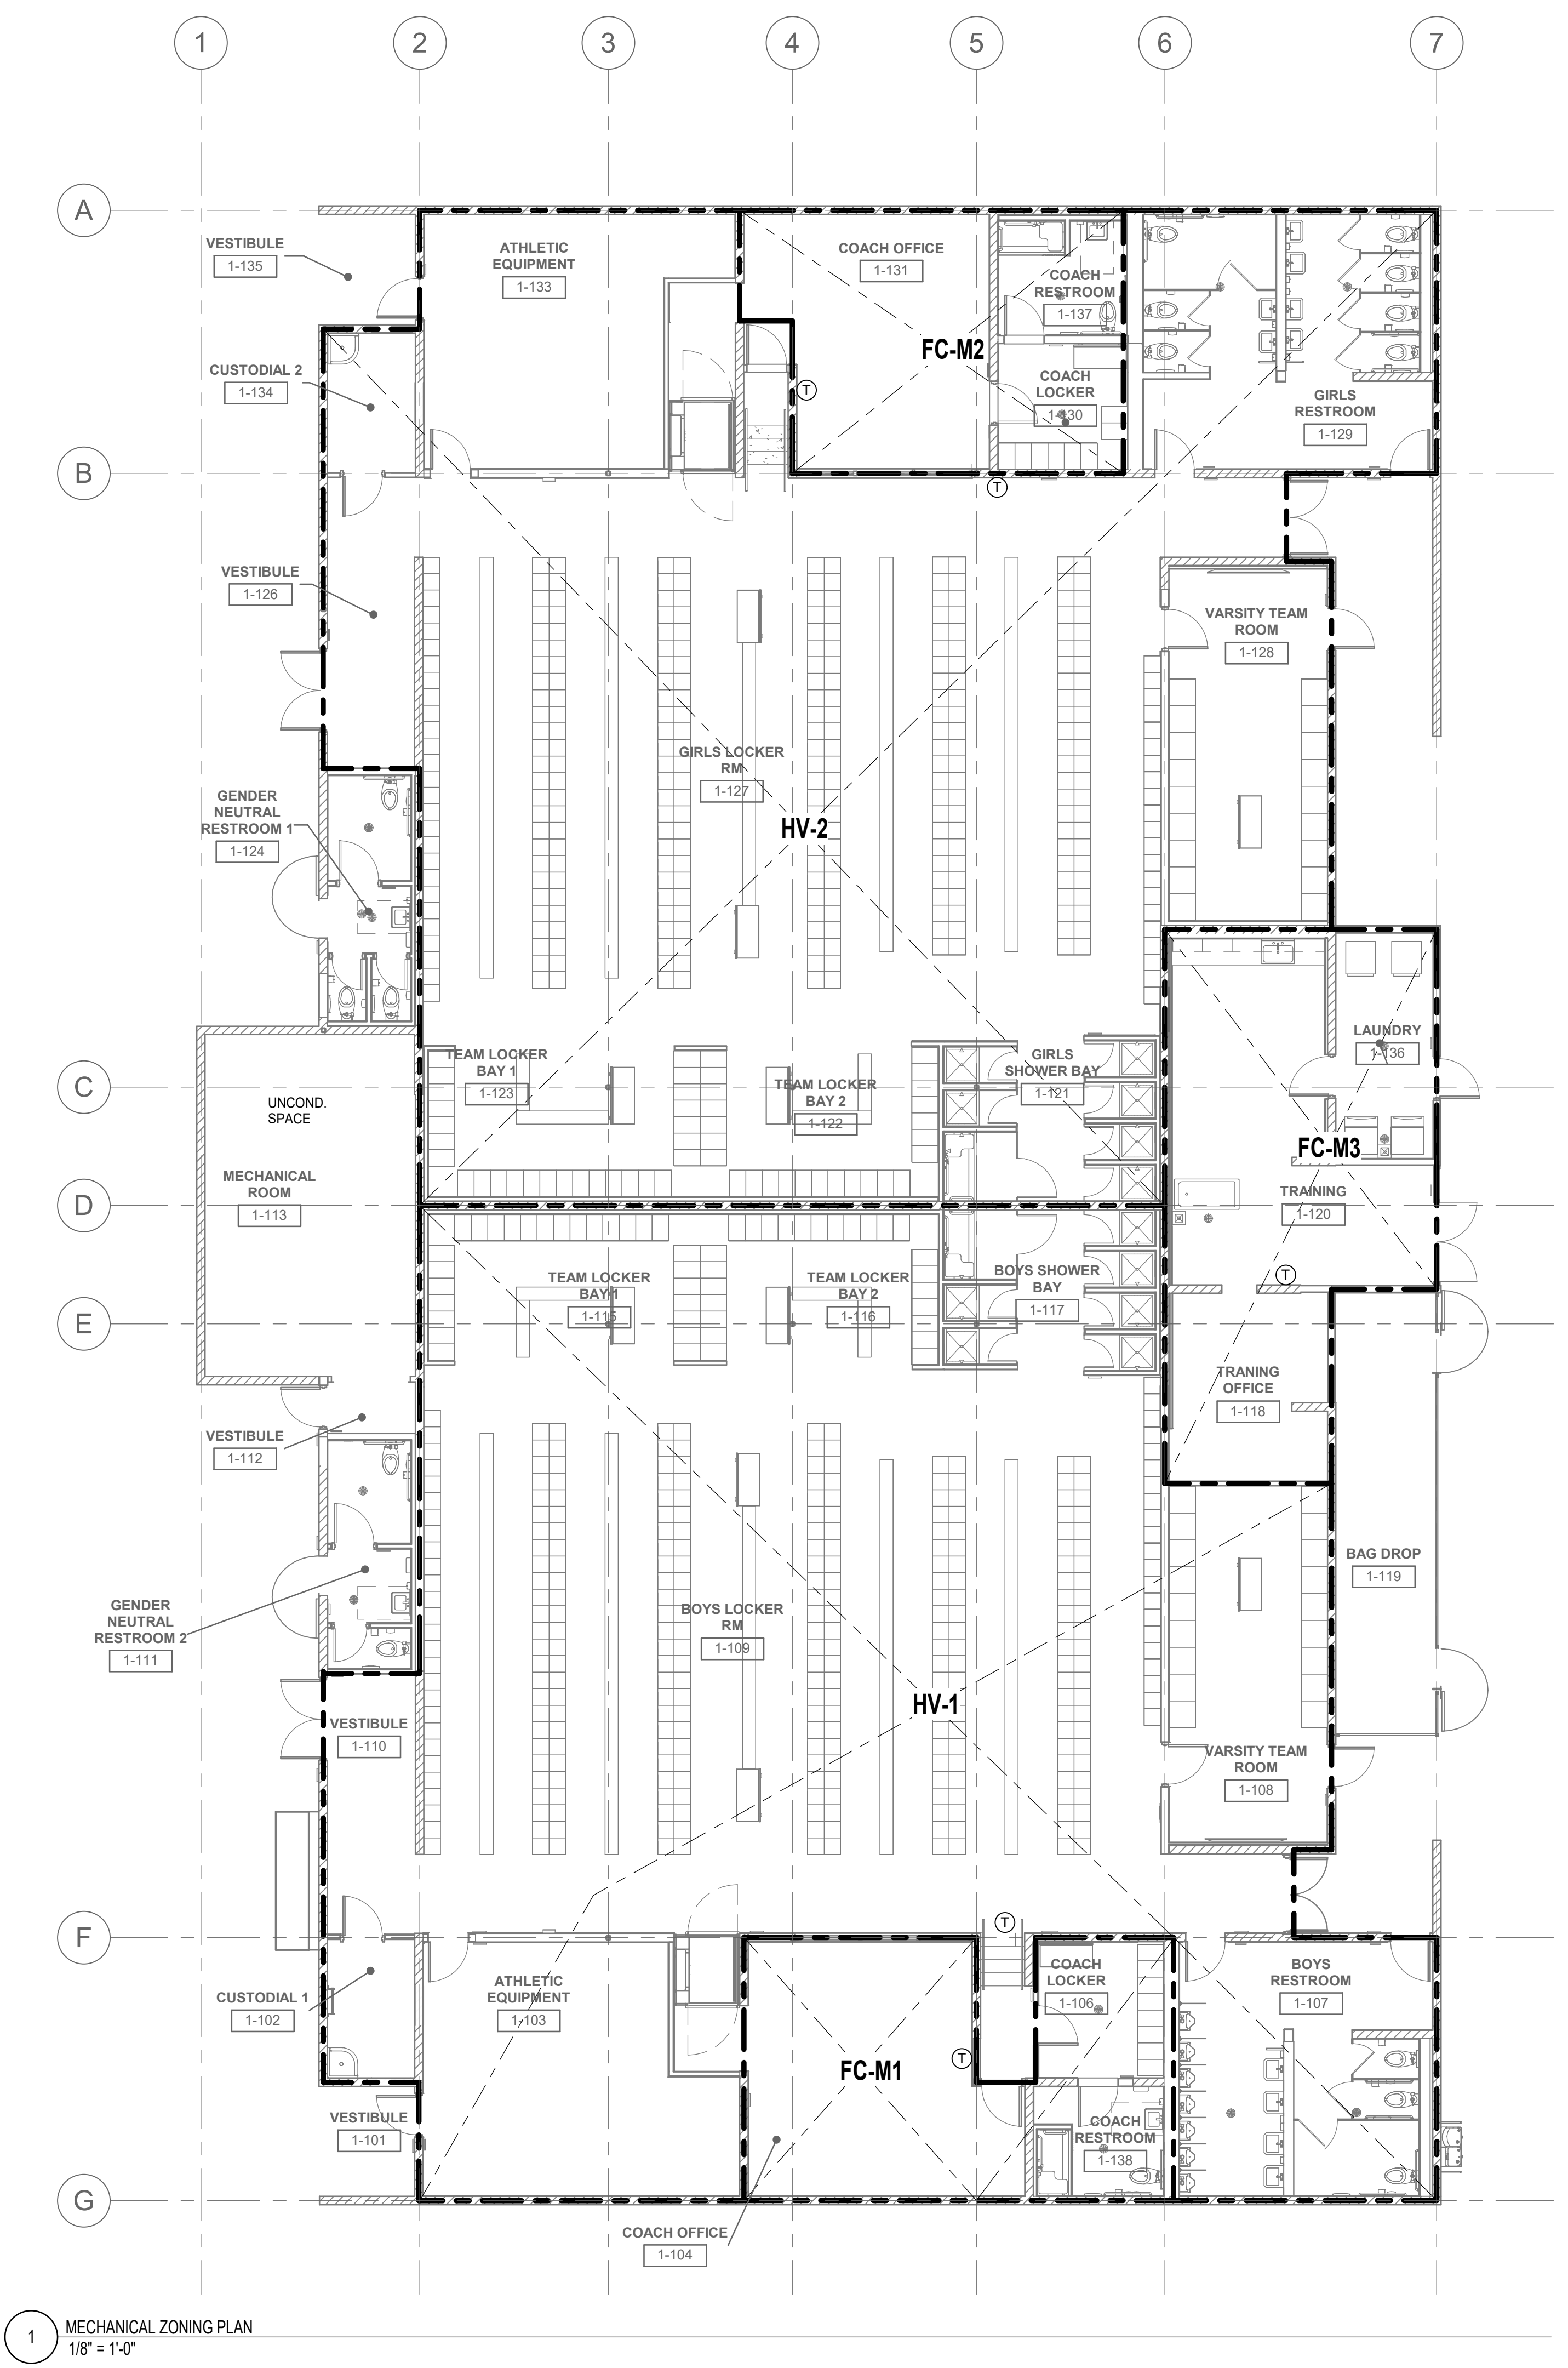 1 2 3 4 5 6 7
A
VESTIBULE
1-135
ATHLETIC
EQUIPMENT
1-133
COACH OFFICE
1-131
COACH
RESTROOM
1-137
FC-M2
CUSTODIAL 2
1-134
T
COACH
LOCKER
1-130
GIRLS
RESTROOM
1-129
B
T
VESTIBULE
1-126
VARSITY TEAM
ROOM
1-128
GIRLS LOCKER
RM
1-127
GENDER
NEUTRAL
RESTROOM 1
1-124
HV-2
LAUNDRY
1-136
C
TEAM LOCKER
BAY 1
1-123
TEAM LOCKER
BAY 2
1-122
GIRLS
SHOWER BAY
1-121
UNCOND.
SPACE
FC-M3
MECHANICAL
ROOM
1-113
D
TRAINING
1-120
T
TEAM LOCKER
BAY 1
1-115
TEAM LOCKER
BAY 2
1-116
BOYS SHOWER
BAY
1-117
E
TRANING
OFFICE
1-118
VESTIBULE
1-112
BAG DROP
1-119
GENDER
NEUTRAL
RESTROOM 2
1-111
BOYS LOCKER
RM
1-109
HV-1
VESTIBULE
1-110
VARSITY TEAM
ROOM
1-108
F
T
CUSTODIAL 1
1-102
ATHLETIC
EQUIPMENT
1-103
COACH
LOCKER
1-106
BOYS
RESTROOM
1-107
FC-M1
T
VESTIBULE
1-101
COACH
RESTROOM
1-138
G
COACH OFFICE
1-104
1
MECHANICAL ZONING PLAN
1/8" = 1'-0"